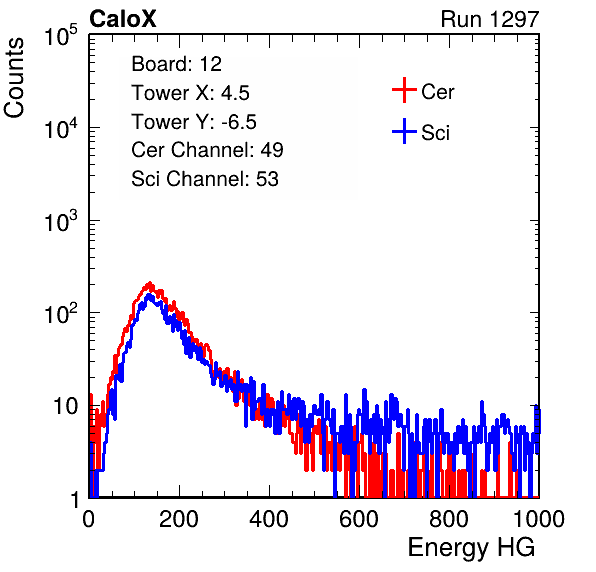 CaloX Run 1297
Counts
10^5
10^4
10^3
10^2
10
1
Board: 12
Tower X: 4.5
Tower Y: -6.5
Cer Channel: 49
Sci Channel: 53
Cer
Sci
0 200 400 600 800 1000
Energy HG